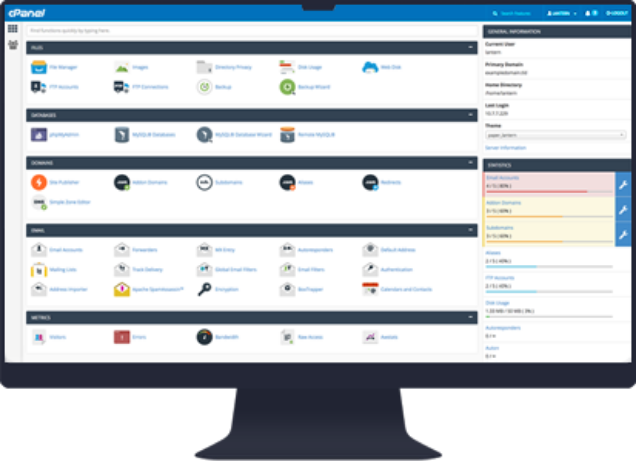 cPanel
Search Features
LANTERN
LOGOUT
Find functions quickly by typing here.
FILES
File Manager
Images
Directory Privacy
Disk Usage
Web Disk
FTP Accounts
FTP Connections
Backup
Backup Wizard
DATABASES
phpMyAdmin
MySQL® Databases
MySQL® Database Wizard
Remote MySQL®
DOMAINS
Site Publisher
Addon Domains
Subdomains
Aliases
Redirects
Simple Zone Editor
EMAIL
Email Accounts
Forwarders
MX Entry
Autoresponders
Default Address
Mailing Lists
Track Delivery
Global Email Filters
Email Filters
Authentication
Address Importer
Apache SpamAssassin™
Encryption
BoxTrapper
Calendars and Contacts
METRICS
Visitors
Errors
Bandwidth
Raw Access
Awstats
GENERAL INFORMATION
Current User
lantern
Primary Domain
exampledomain.tld
Home Directory
/home/lantern
Last Login
10.1.1.220
Theme
paper_lantern
Server Information
STATISTICS
Email Accounts
4 / 5 ( 80% )
Addon Domains
3 / 5 ( 60% )
Subdomains
3 / 5 ( 60% )
Aliases
2 / 5 ( 40% )
FTP Accounts
2 / 5 ( 40% )
Disk Usage
1.55 MB / 50 MB ( 3% )
Autoresponders
0 / ∞